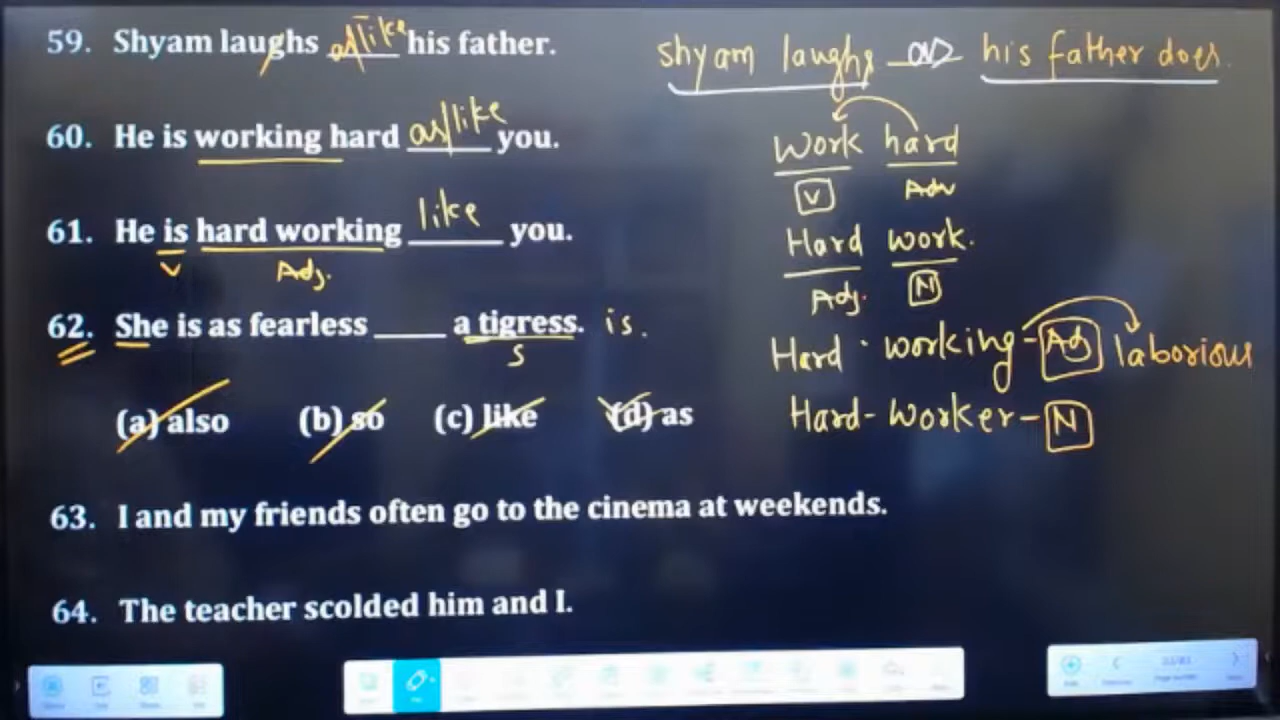 59. Shyam laughs as/like his father.
shyam laughs as his father does.
60. He is working hard as/like you.
work hard
V Adv
61. He is hard working like you.
V Adj.
Hard work.
Adj. N
62. She is as fearless ____ a tigress. is.
S
Hard-working - Adj laborious
(a) also (b) so (c) like (d) as
Hard-worker - N
63. I and my friends often go to the cinema at weekends.
64. The teacher scolded him and I.